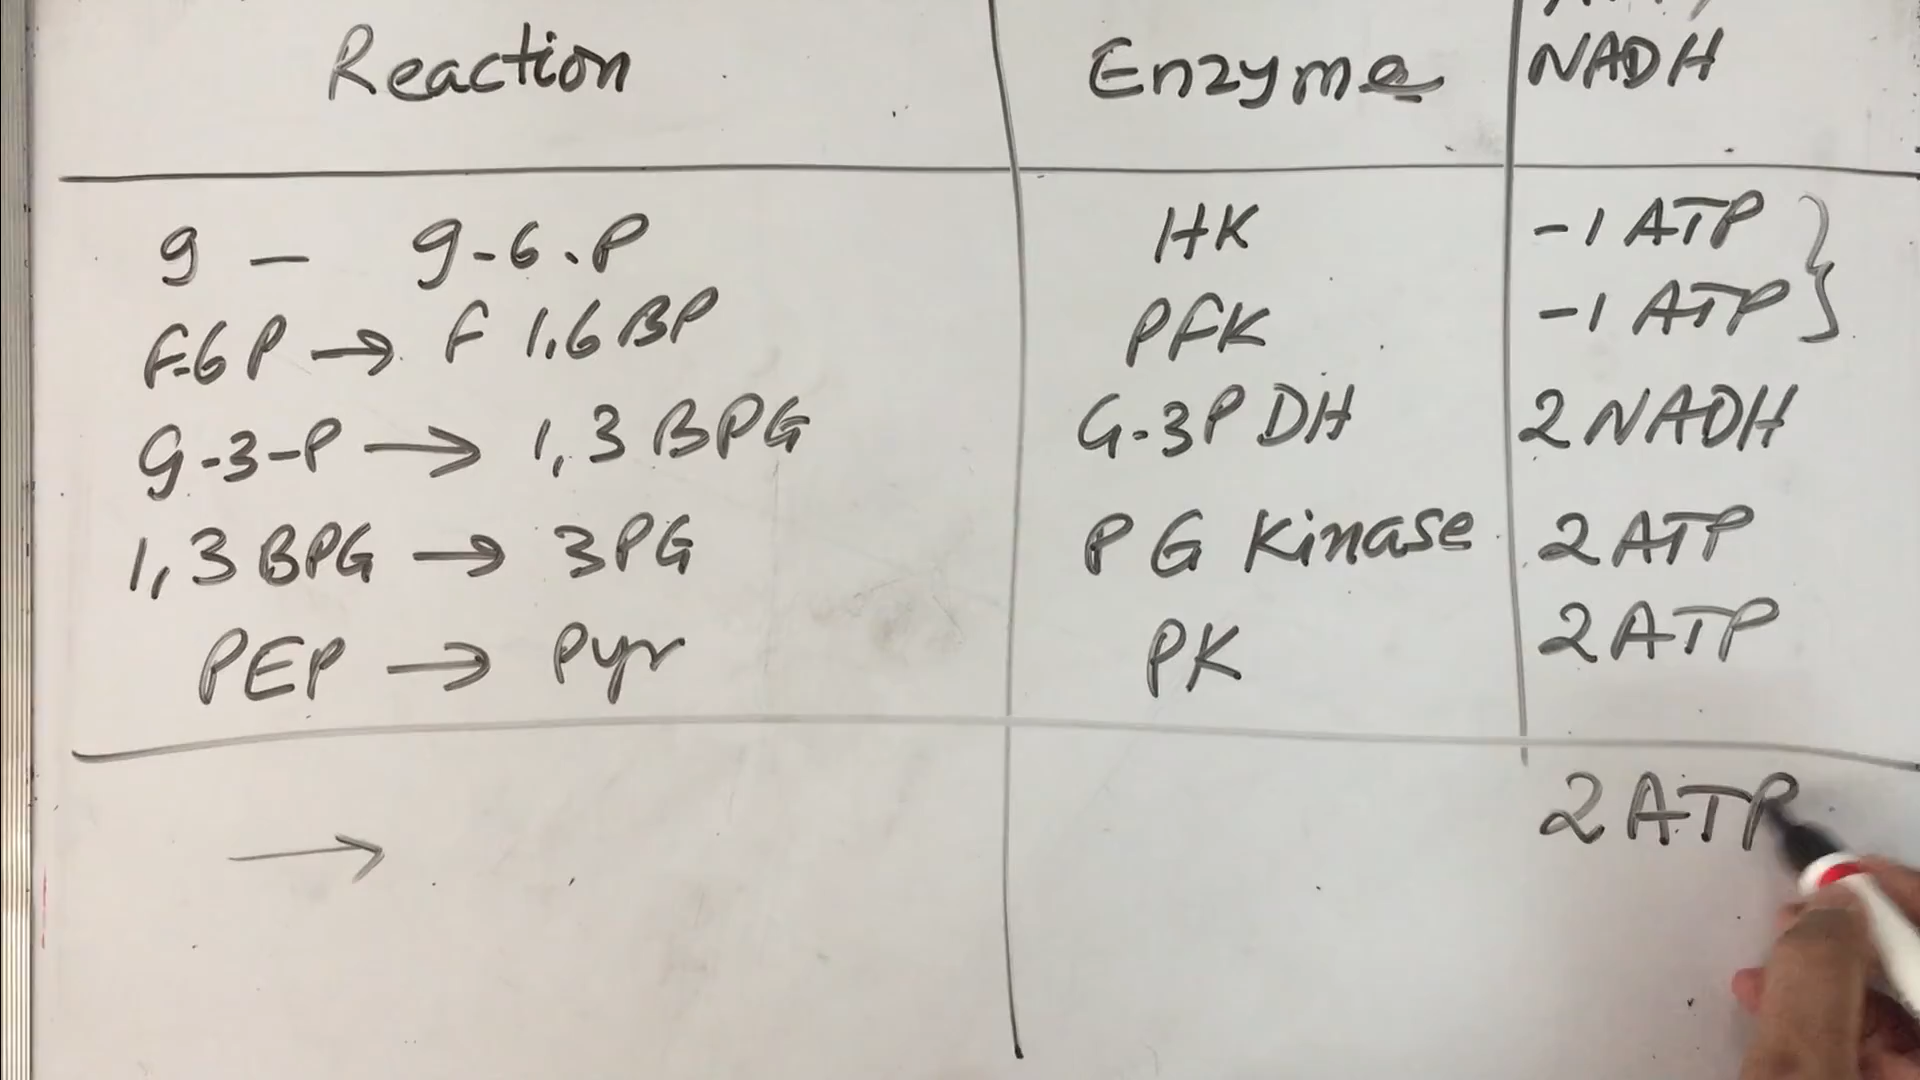 Reaction Enzyme NADH
g — g-6.P HK -1 ATP
F-6P → F 1,6 BP PFK -1 ATP
g-3-P → 1,3 BPG G-3P DH 2 NADH
1,3 BPG → 3PG PG Kinase 2 ATP
PEP → Pyr PK 2 ATP
→ 2 ATP